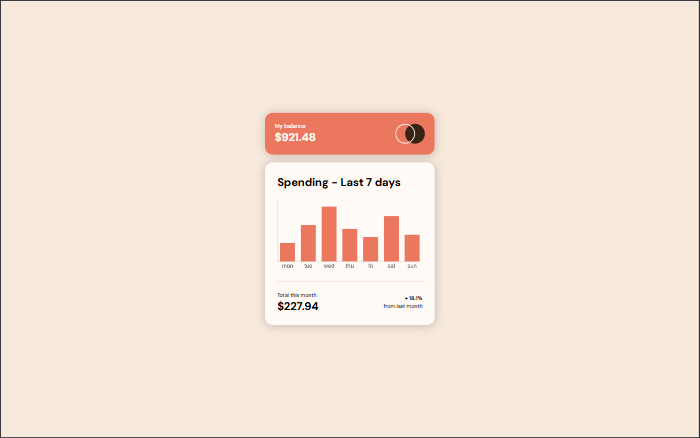 My balance
$921.48
Spending - Last 7 days
mon tue wed thu fri sat sun
Total this month
$227.94
+18.1%
from last month